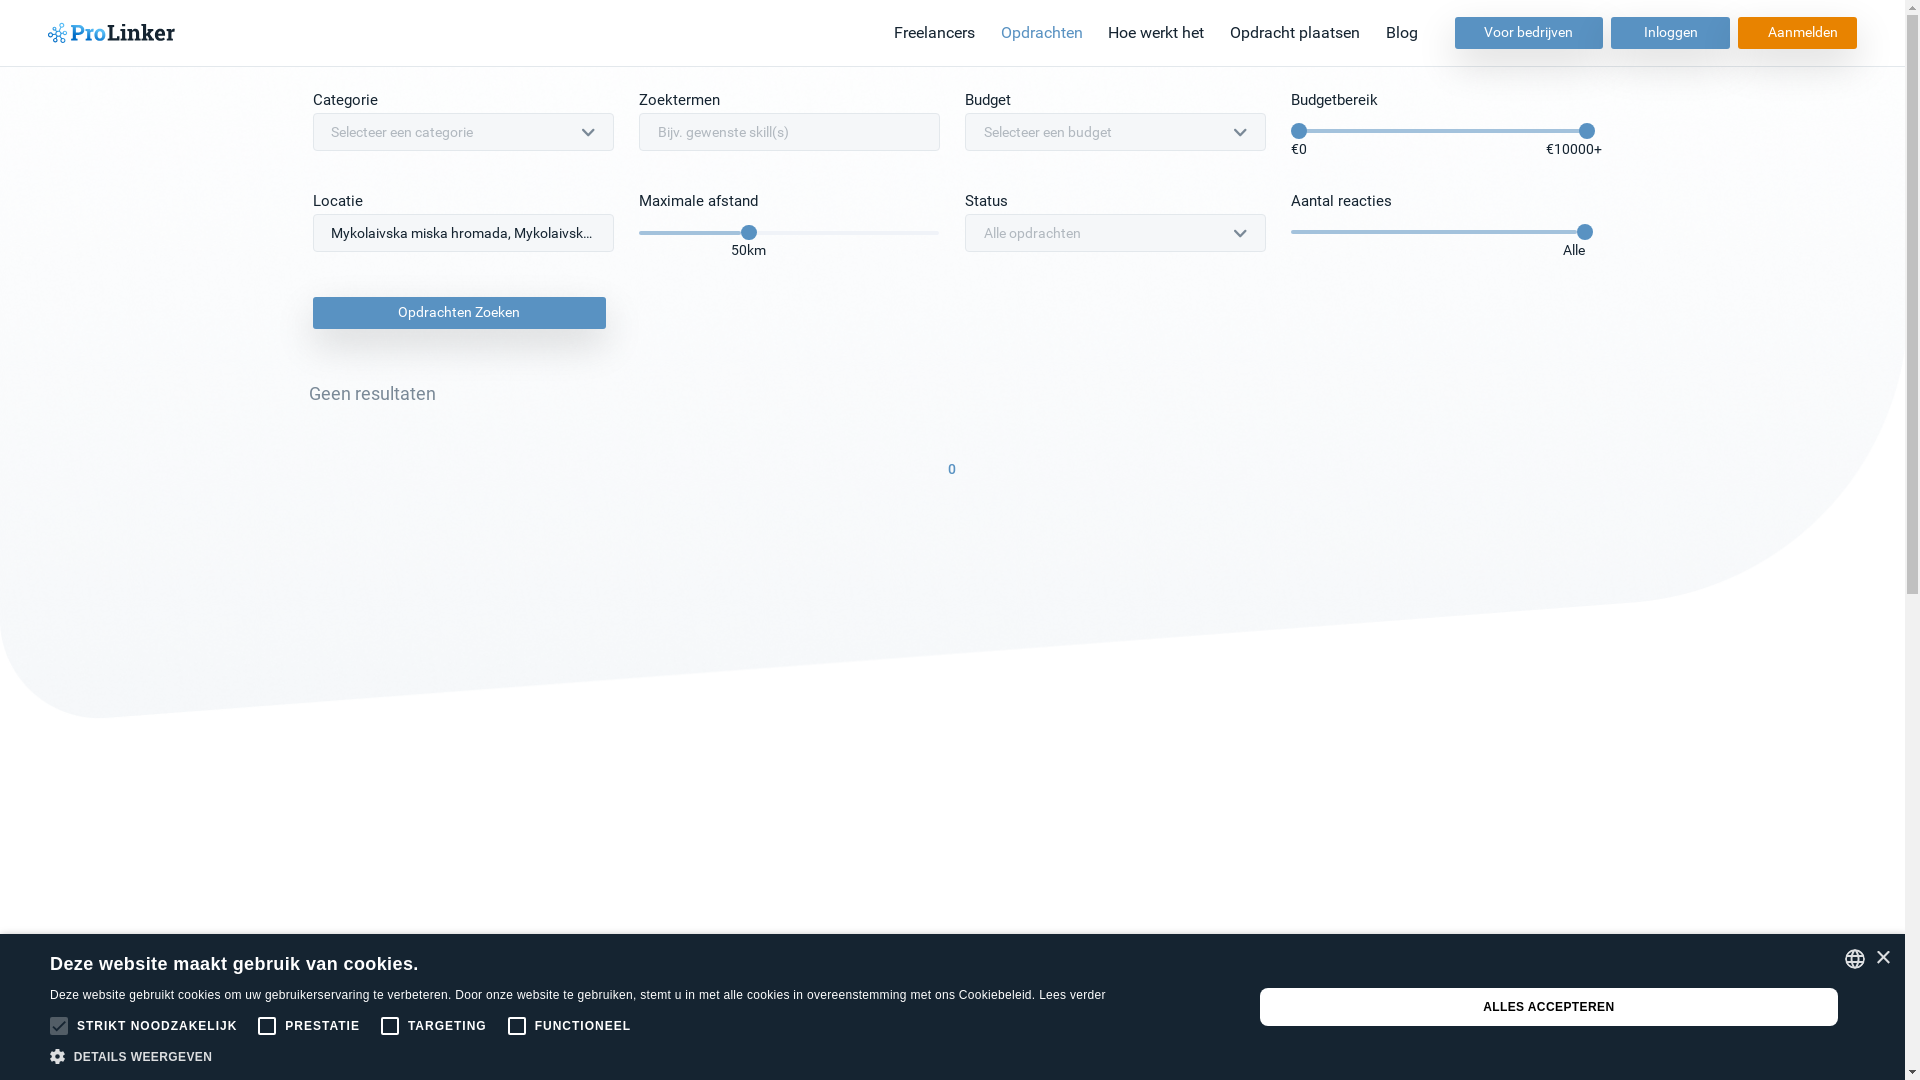 ProLinker
Freelancers Opdrachten Hoe werkt het Opdracht plaatsen Blog Voor bedrijven Inloggen Aanmelden
Categorie Zoektermen Budget Budgetbereik
Selecteer een categorie Bijv. gewenste skill(s) Selecteer een budget
€0 €10000+
Locatie Maximale afstand Status Aantal reacties
Mykolaivska miska hromada, Mykolaivsk... Alle opdrachten
50km Alle
Opdrachten Zoeken
Geen resultaten
0
Deze website maakt gebruik van cookies.
Deze website gebruikt cookies om uw gebruikerservaring te verbeteren. Door onze website te gebruiken, stemt u in met alle cookies in overeenstemming met ons Cookiebeleid. Lees verder
ALLES ACCEPTEREN
STRIKT NOODZAKELIJK PRESTATIE TARGETING FUNCTIONEEL
DETAILS WEERGEVEN